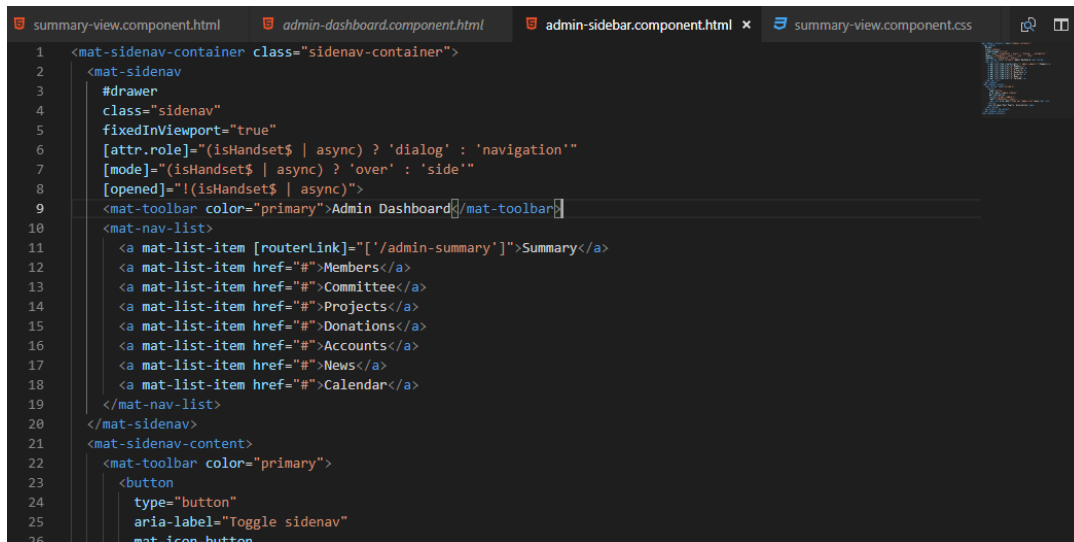 summary-view.component.html admin-dashboard.component.html admin-sidebar.component.html × summary-view.component.css
1 <mat-sidenav-container class="sidenav-container">
2 <mat-sidenav
3 #drawer
4 class="sidenav"
5 fixedInViewport="true"
6 [attr.role]="(isHandset$ | async) ? 'dialog' : 'navigation'"
7 [mode]="(isHandset$ | async) ? 'over' : 'side'"
8 [opened]="!(isHandset$ | async)">
9 <mat-toolbar color="primary">Admin Dashboard</mat-toolbar>
10 <mat-nav-list>
11 <a mat-list-item [routerLink]="['/admin-summary']">Summary</a>
12 <a mat-list-item href="#">Members</a>
13 <a mat-list-item href="#">Committee</a>
14 <a mat-list-item href="#">Projects</a>
15 <a mat-list-item href="#">Donations</a>
16 <a mat-list-item href="#">Accounts</a>
17 <a mat-list-item href="#">News</a>
18 <a mat-list-item href="#">Calendar</a>
19 </mat-nav-list>
20 </mat-sidenav>
21 <mat-sidenav-content>
22 <mat-toolbar color="primary">
23 <button
24 type="button"
25 aria-label="Toggle sidenav"
26 mat-icon-button